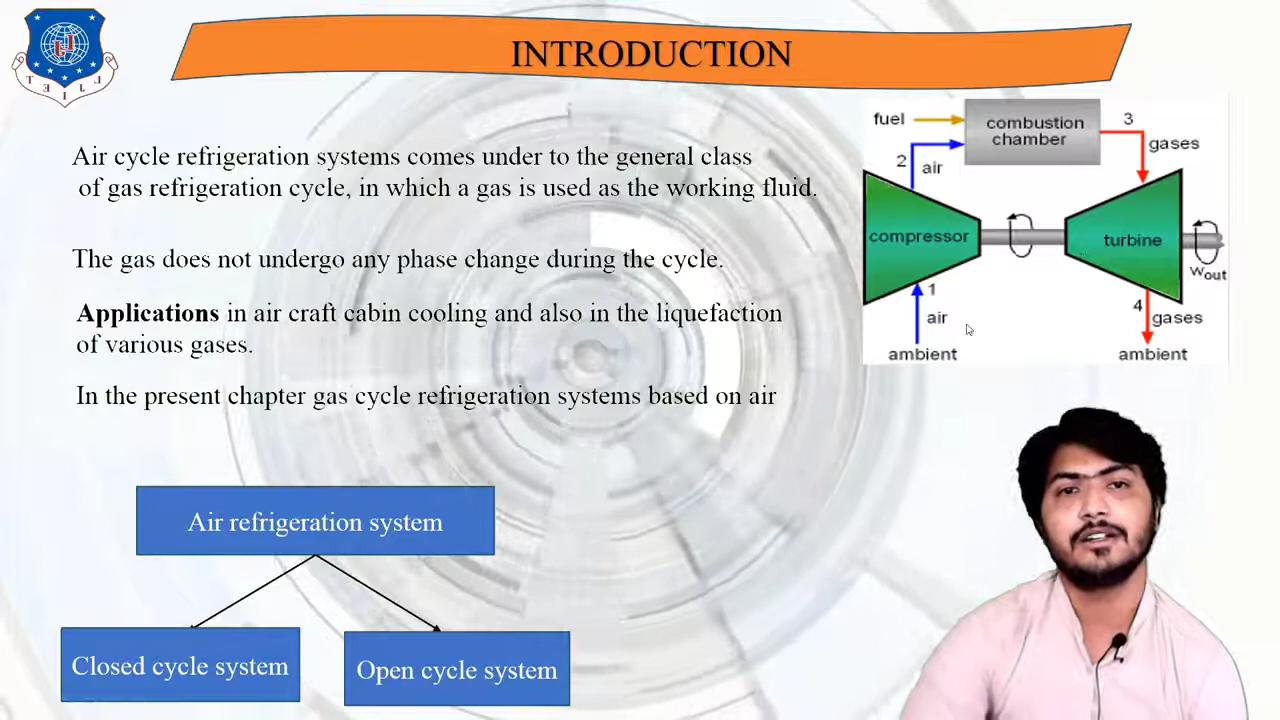 INTRODUCTION
Air cycle refrigeration systems comes under to the general class
of gas refrigeration cycle, in which a gas is used as the working fluid.
The gas does not undergo any phase change during the cycle.
Applications in air craft cabin cooling and also in the liquefaction
of various gases.
In the present chapter gas cycle refrigeration systems based on air
Air refrigeration system
Closed cycle system
Open cycle system
fuel
combustion
chamber
3
gases
2
air
compressor
turbine
Wout
1
air
4
gases
ambient
ambient